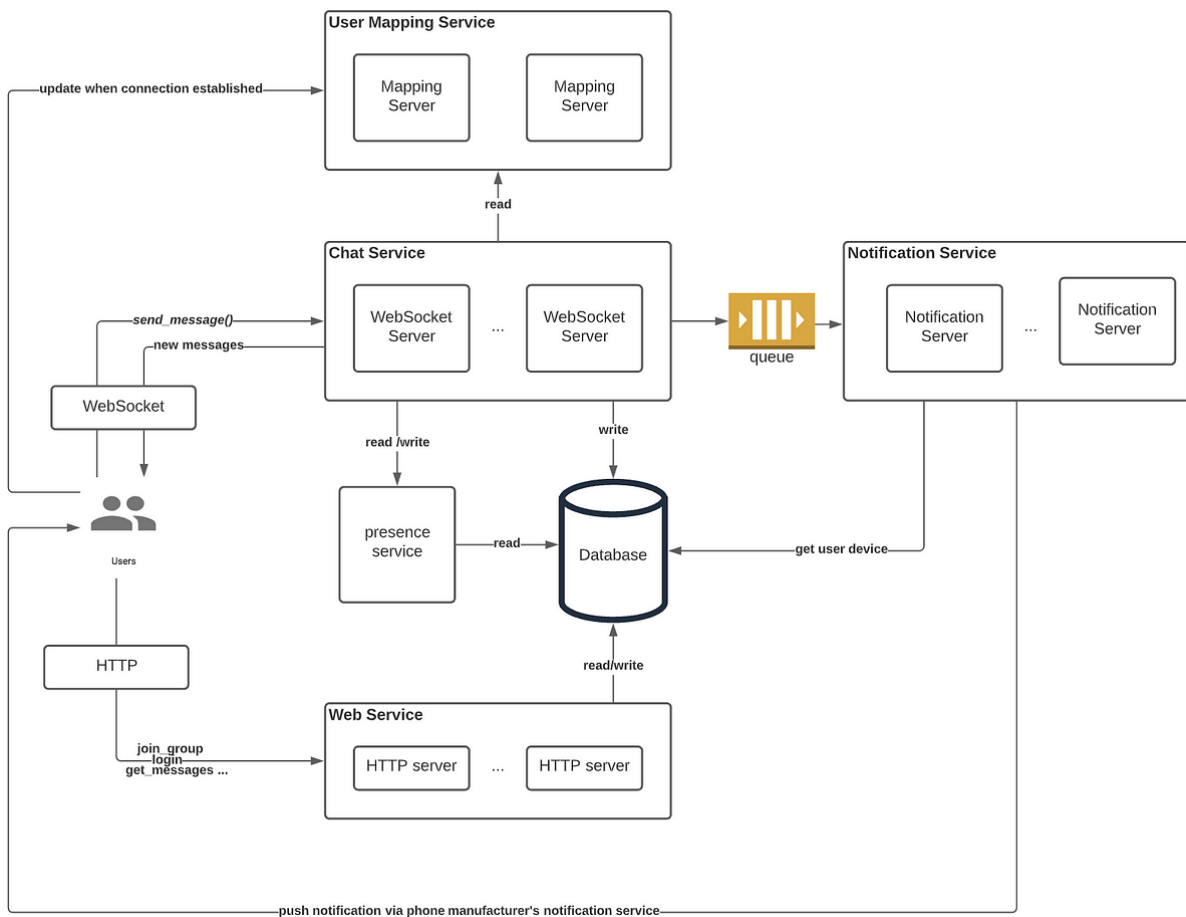 User Mapping Service
Mapping
Server
Mapping
Server
update when connection established
read
Chat Service
WebSocket
Server
...
WebSocket
Server
send_message()
new messages
WebSocket
queue
Notification Service
Notification
Server
...
Notification
Server
read /write
write
presence
service
read
Database
get user device
Users
HTTP
read/write
join_group
login
get_messages ...
Web Service
HTTP server
...
HTTP server
push notification via phone manufacturer's notification service